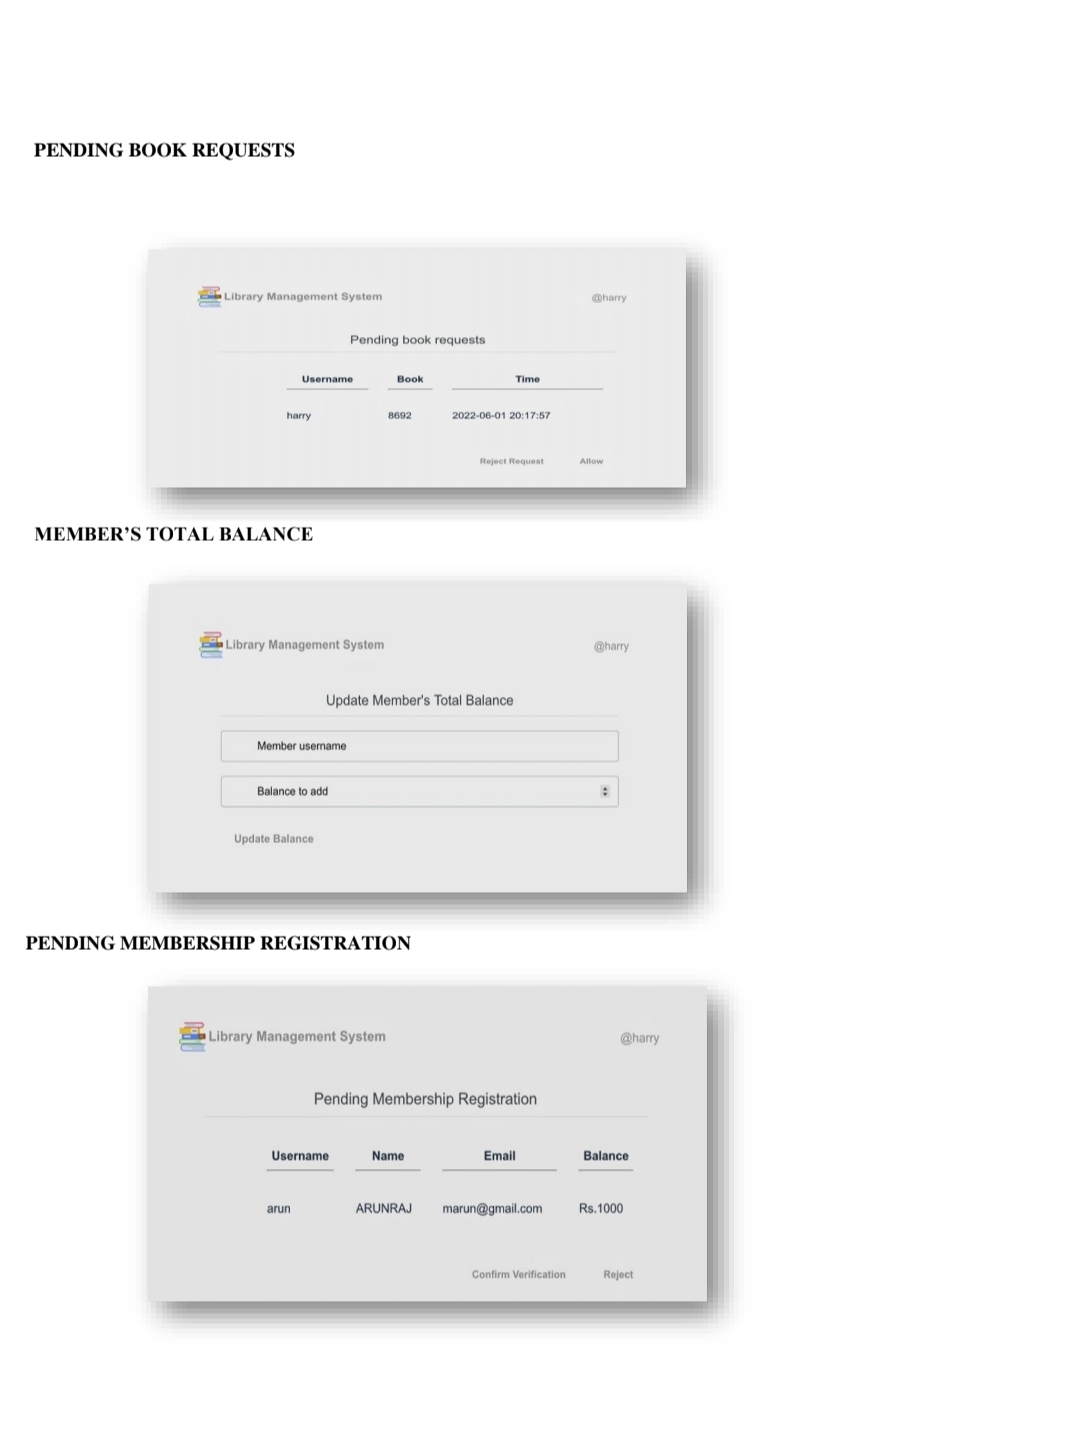 PENDING BOOK REQUESTS
Library Management System @harry
Pending book requests
Username Book Time
harry 8692 2022-06-01 20:17:57
Reject Request Allow
MEMBER’S TOTAL BALANCE
Library Management System @harry
Update Member's Total Balance
Member username
Balance to add
Update Balance
PENDING MEMBERSHIP REGISTRATION
Library Management System @harry
Pending Membership Registration
Username Name Email Balance
arun ARUNRAJ marun@gmail.com Rs.1000
Confirm Verification Reject